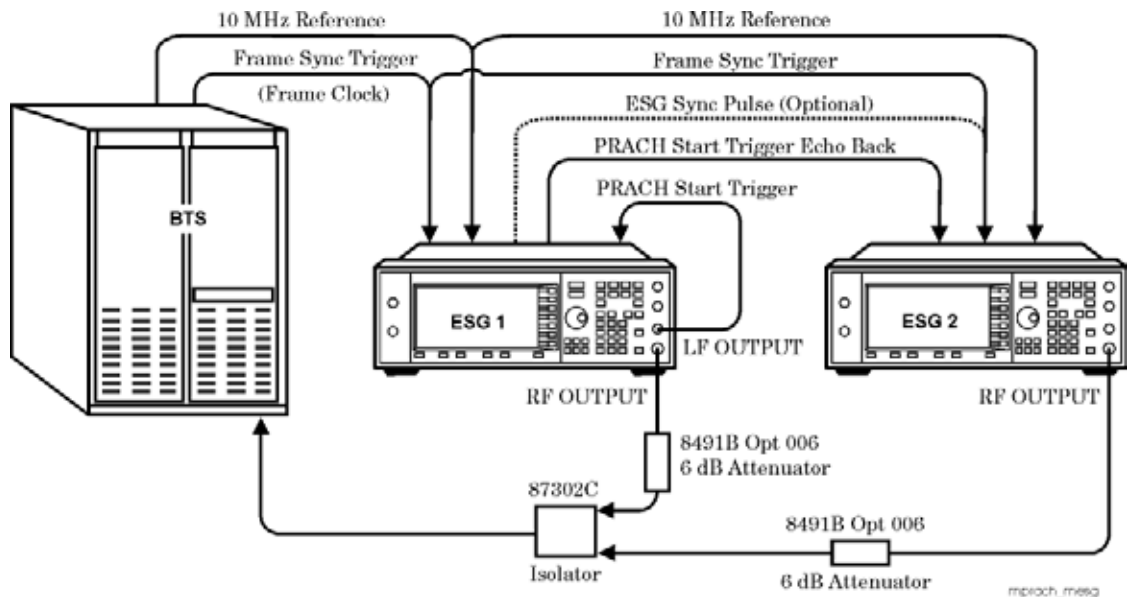 10 MHz Reference
10 MHz Reference
Frame Sync Trigger
(Frame Clock)
Frame Sync Trigger
ESG Sync Pulse (Optional)
PRACH Start Trigger Echo Back
PRACH Start Trigger
BTS
ESG 1
ESG 2
LF OUTPUT
RF OUTPUT
RF OUTPUT
8491B Opt 006
6 dB Attenuator
87302C
Isolator
8491B Opt 006
6 dB Attenuator
mprach_mesg